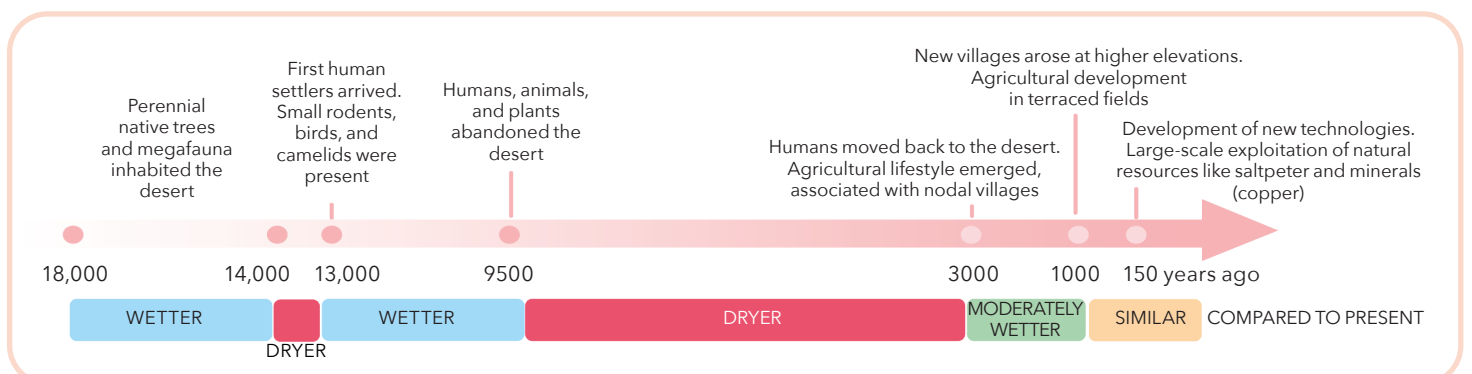 Perennial
native trees
and megafauna
inhabited the
desert
First human
settlers arrived.
Small rodents,
birds, and
camelids were
present
Humans, animals,
and plants
abandoned the
desert
Humans moved back to the desert.
Agricultural lifestyle emerged,
associated with nodal villages
New villages arose at higher elevations.
Agricultural development
in terraced fields
Development of new technologies.
Large-scale exploitation of natural
resources like saltpeter and minerals
(copper)
18,000
14,000
13,000
9500
3000
1000
150 years ago
WETTER
DRYER
WETTER
DRYER
MODERATELY
WETTER
SIMILAR
COMPARED TO PRESENT